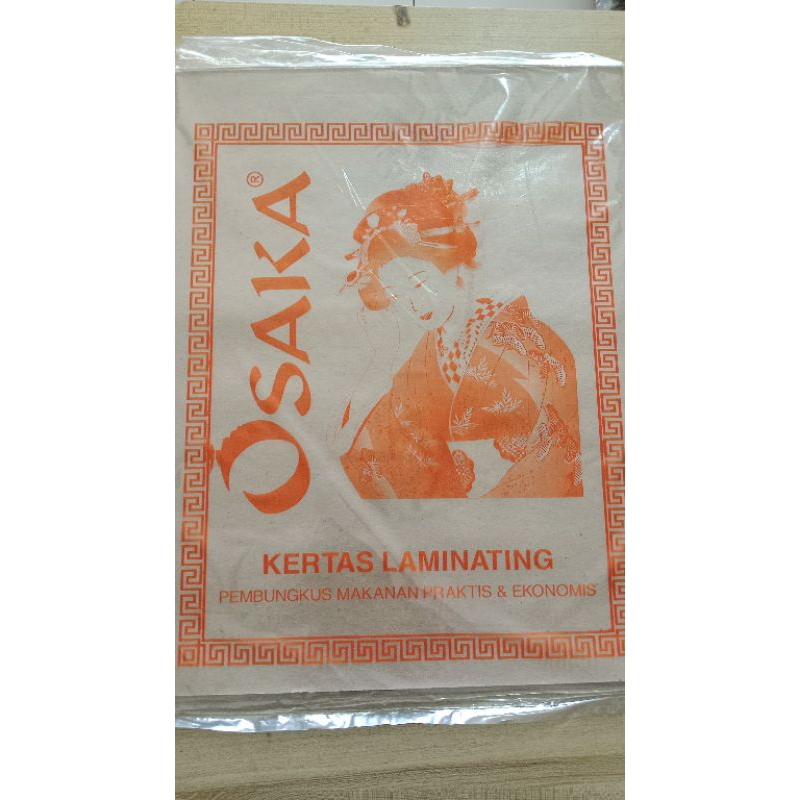 OSAKA®
KERTAS LAMINATING
PEMBUNGKUS MAKANAN PRAKTIS & EKONOMIS